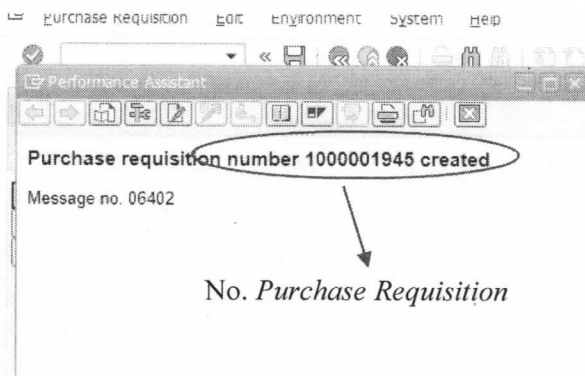 Purchase Requisition Edit Environment System Help
Performance Assistant
Purchase requisition number 1000001945 created
Message no. 06402
No. Purchase Requisition